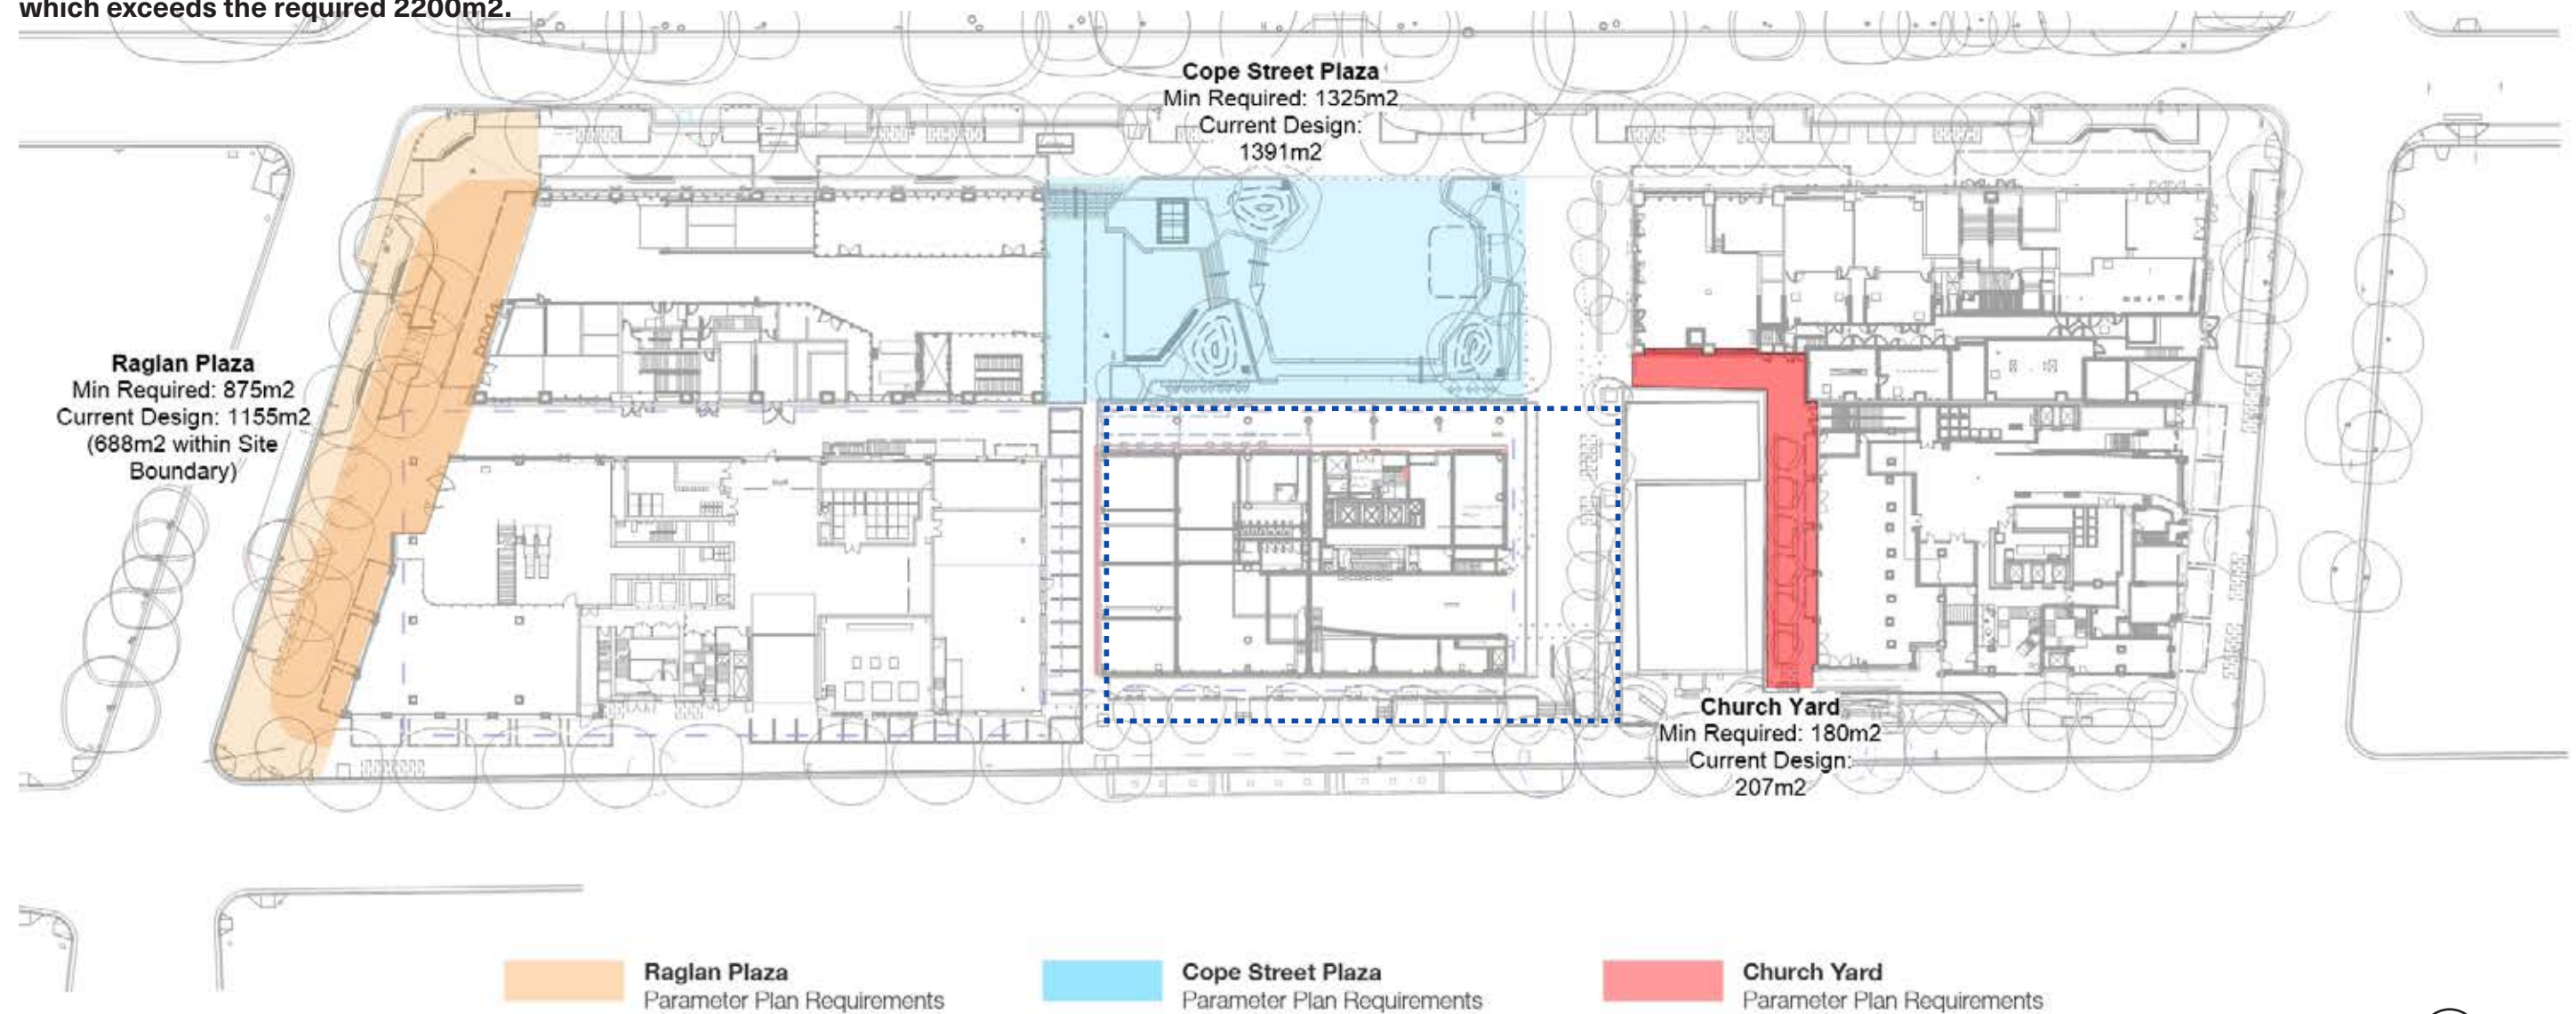 which exceeds the required 2200m2.
Cope Street Plaza
Min Required: 1325m2
Current Design:
1391m2
Raglan Plaza
Min Required: 875m2
Current Design: 1155m2
(688m2 within Site
Boundary)
Church Yard
Min Required: 180m2
Current Design:
207m2
Raglan Plaza
Parameter Plan Requirements
Cope Street Plaza
Parameter Plan Requirements
Church Yard
Parameter Plan Requirements